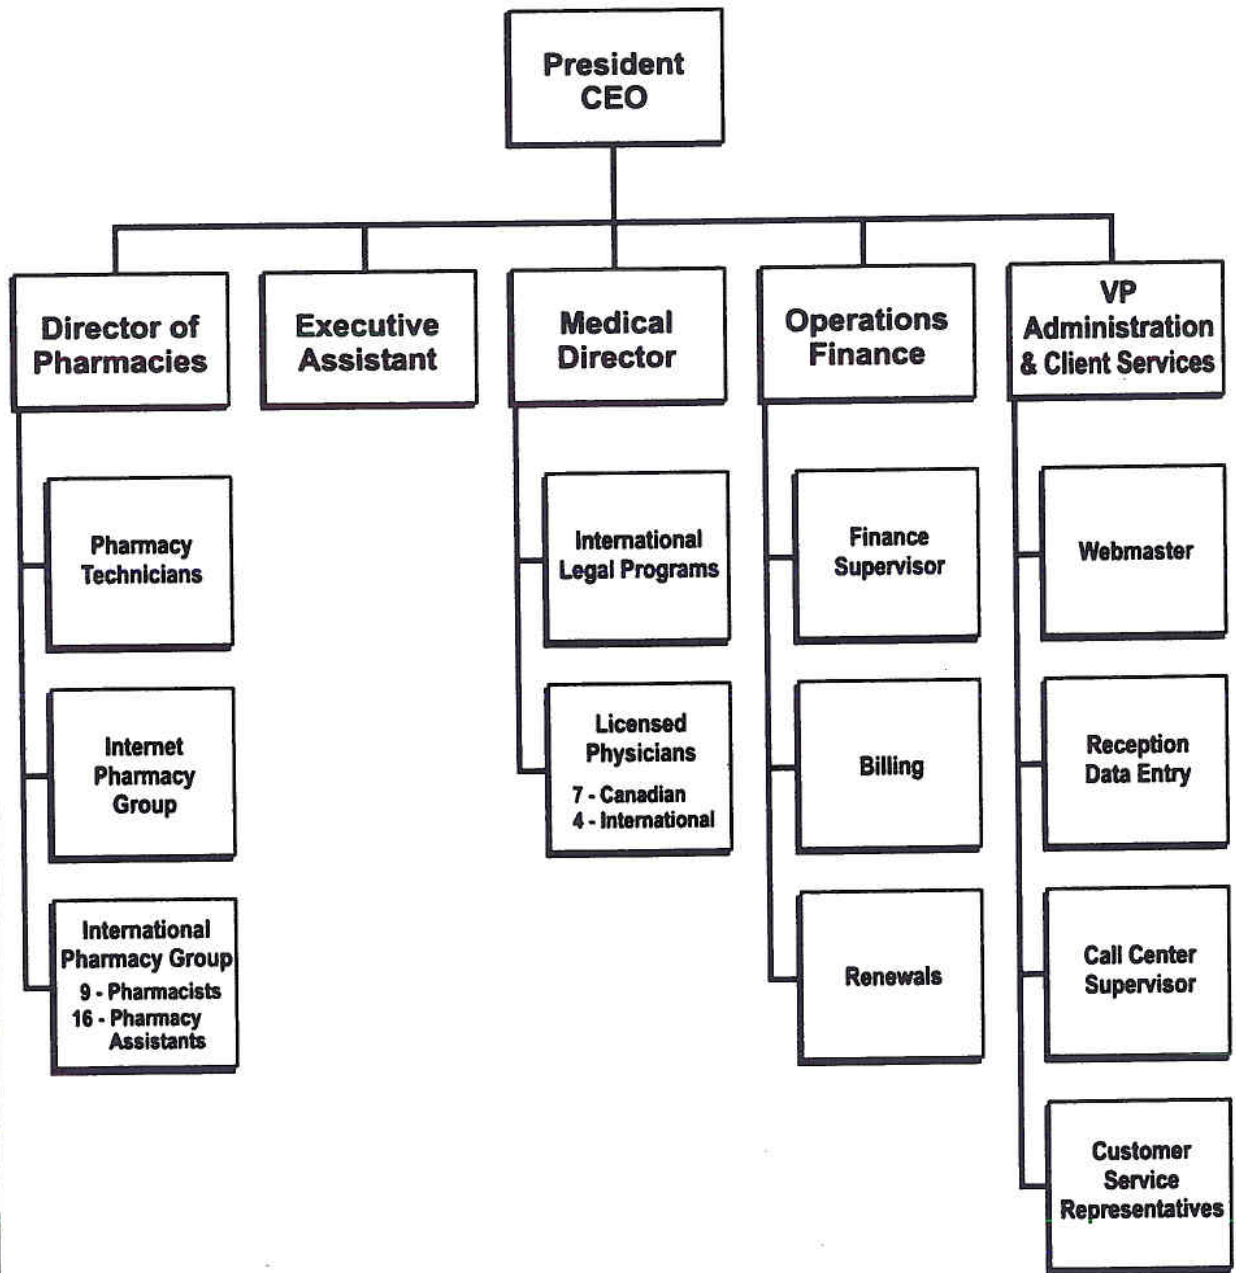 President
CEO
Director of
Pharmacies
Executive
Assistant
Medical
Director
Operations
Finance
VP
Administration
& Client Services
Pharmacy
Technicians
Internet
Pharmacy
Group
International
Pharmacy Group
9 - Pharmacists
16 - Pharmacy
Assistants
International
Legal Programs
Licensed
Physicians
7 - Canadian
4 - International
Finance
Supervisor
Billing
Renewals
Webmaster
Reception
Data Entry
Call Center
Supervisor
Customer
Service
Representatives